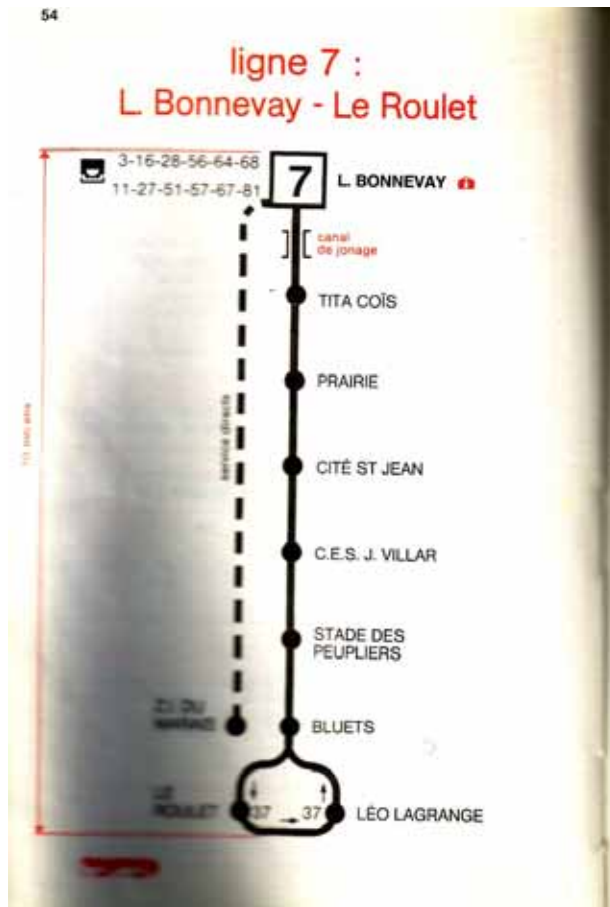 54
ligne 7 :
L. Bonnevay - Le Roulet
3-16-28-56-64-68
11-27-51-57-67-81
7
L. BONNEVAY
canal
de jonage
TITA COÏS
PRAIRIE
service directs
CITÉ ST JEAN
C.E.S. J. VILLAR
STADE DES
PEUPLIERS
BLUETS
LE
ROULET
37
37
LÉO LAGRANGE